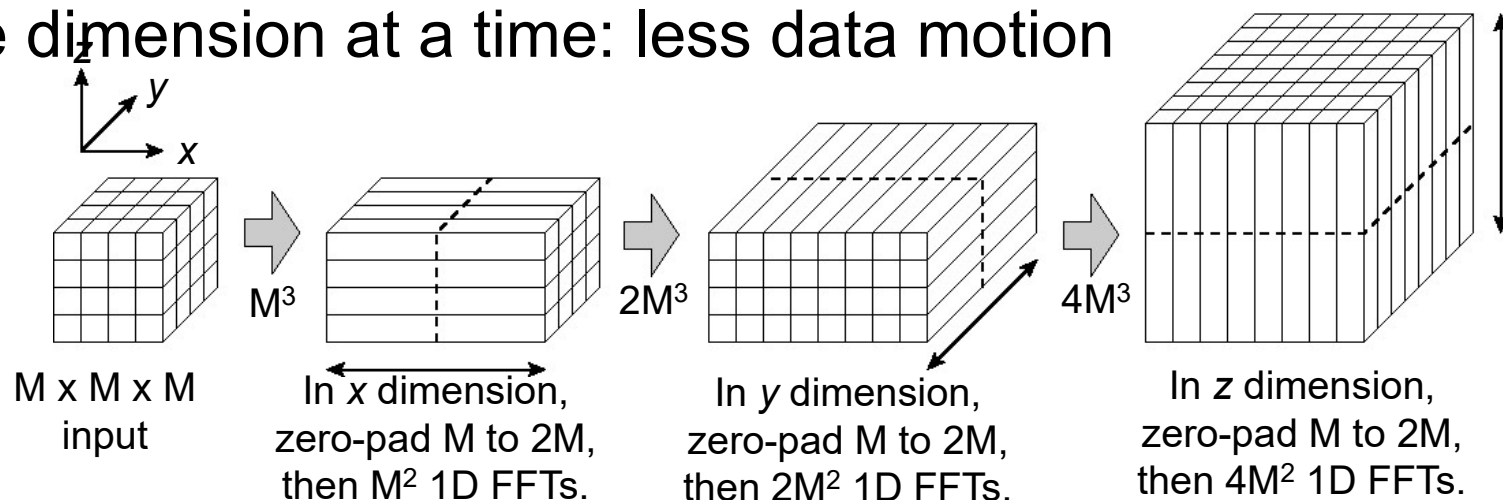 e dimension at a time: less data motion
z
y
x
M³
2M³
4M³
M x M x M
input
In x dimension,
zero-pad M to 2M,
then M² 1D FFTs.
In y dimension,
zero-pad M to 2M,
then 2M² 1D FFTs.
In z dimension,
zero-pad M to 2M,
then 4M² 1D FFTs.